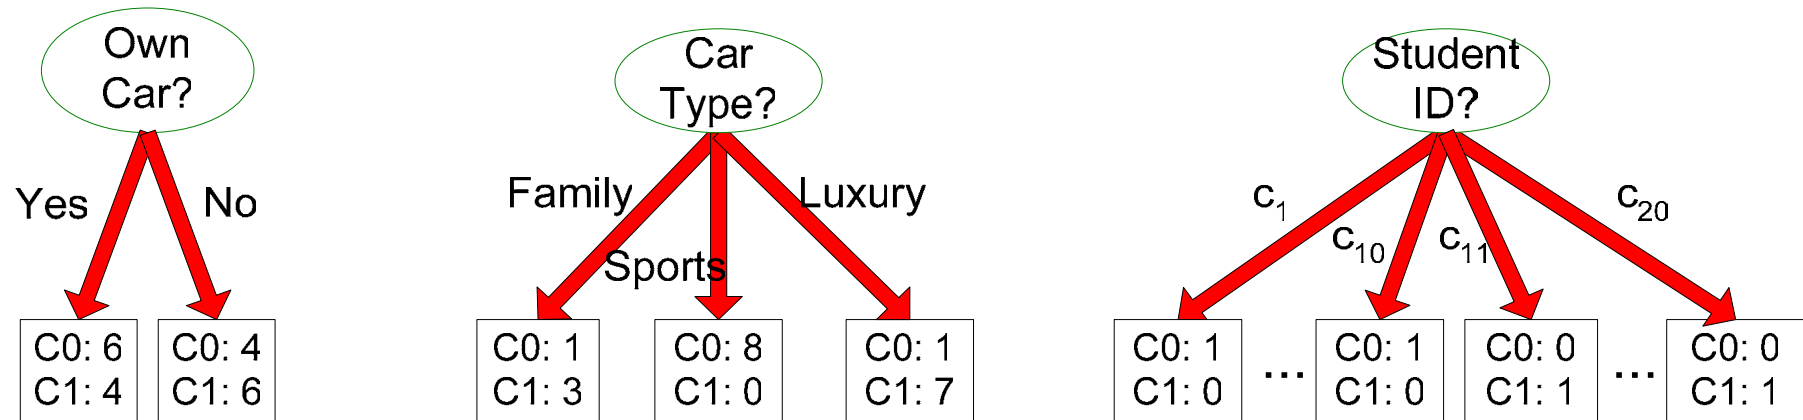 Own
Car?
Yes
No
C0: 6
C1: 4
C0: 4
C1: 6
Car
Type?
Family
Sports
Luxury
C0: 1
C1: 3
C0: 8
C1: 0
C0: 1
C1: 7
Student
ID?
c1
c10
c11
c20
C0: 1
C1: 0
...
C0: 1
C1: 0
C0: 0
C1: 1
...
C0: 0
C1: 1